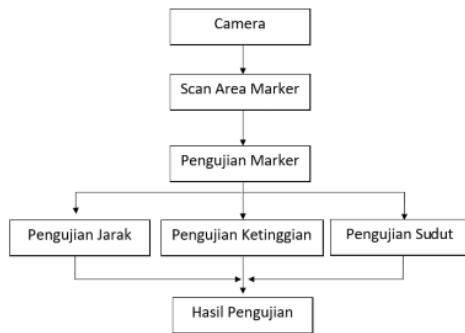 Camera
Scan Area Marker
Pengujian Marker
Pengujian Jarak
Pengujian Ketinggian
Pengujian Sudut
Hasil Pengujian